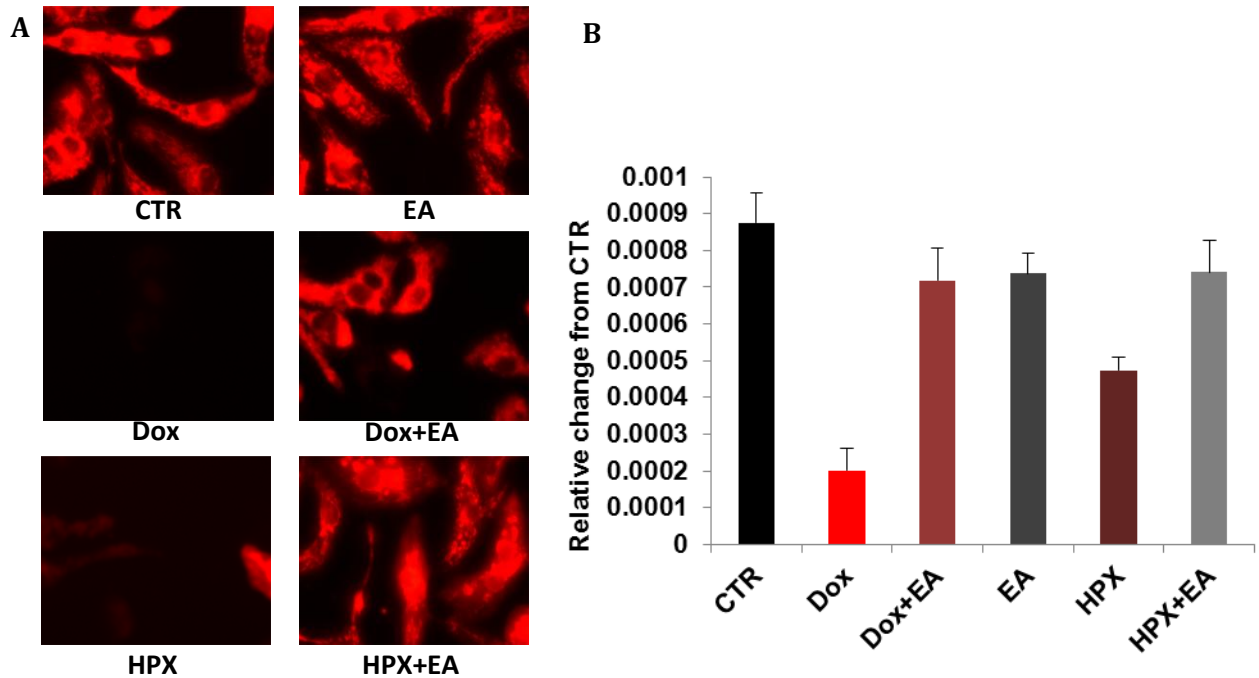 A
CTR
EA
Dox
Dox+EA
HPX
HPX+EA
B
Relative change from CTR
0.001
0.0009
0.0008
0.0007
0.0006
0.0005
0.0004
0.0003
0.0002
0.0001
0
CTR
Dox
Dox+EA
EA
HPX
HPX+EA